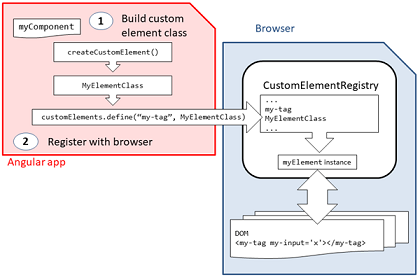 myComponent
1 Build custom
element class
createCustomElement()
MyElementClass
customElements.define(“my-tag”, MyElementClass)
2 Register with browser
Angular app
Browser
CustomElementRegistry
...
my-tag
MyElementClass
...
myElement instance
DOM
<my-tag my-input='x'></my-tag>